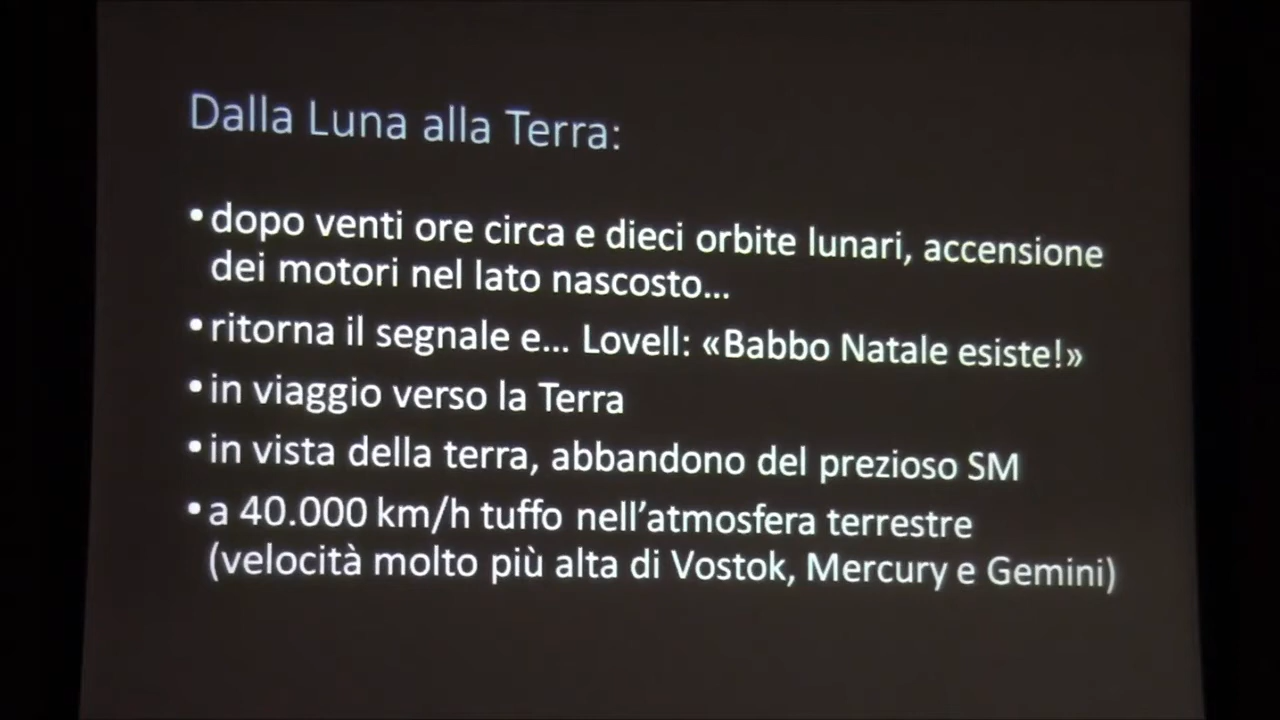 Dalla Luna alla Terra:
• dopo venti ore circa e dieci orbite lunari, accensione
dei motori nel lato nascosto...
• ritorna il segnale e... Lovell: «Babbo Natale esiste!»
• in viaggio verso la Terra
• in vista della terra, abbandono del prezioso SM
• a 40.000 km/h tuffo nell’atmosfera terrestre
(velocità molto più alta di Vostok, Mercury e Gemini)